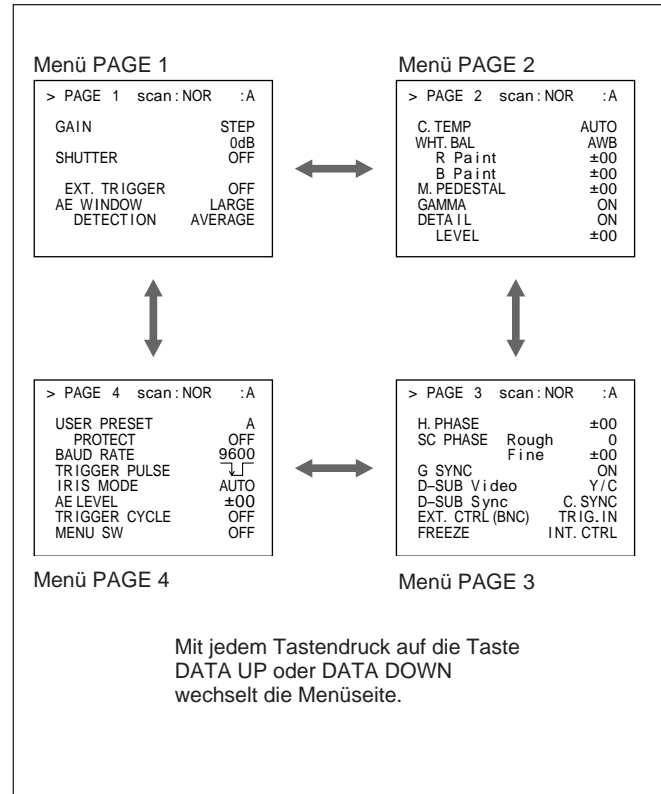 Menü PAGE 1
> PAGE 1 scan:NOR :A
GAIN STEP
0dB
SHUTTER OFF
EXT. TRIGGER OFF
AE WINDOW LARGE
DETECTION AVERAGE
Menü PAGE 2
> PAGE 2 scan:NOR :A
C. TEMP AUTO
WHT. BAL AWB
R Paint ±00
B Paint ±00
M. PEDESTAL ±00
GAMMA ON
DETAIL ON
LEVEL ±00
> PAGE 4 scan:NOR :A
USER PRESET A
PROTECT OFF
BAUD RATE 9600
TRIGGER PULSE
IRIS MODE AUTO
AE LEVEL ±00
TRIGGER CYCLE OFF
MENU SW OFF
Menü PAGE 4
> PAGE 3 scan:NOR :A
H. PHASE ±00
SC PHASE Rough 0
Fine ±00
G SYNC ON
D–SUB Video Y/C
D–SUB Sync C. SYNC
EXT. CTRL (BNC) TRIG. IN
FREEZE INT. CTRL
Menü PAGE 3
Mit jedem Tastendruck auf die Taste
DATA UP oder DATA DOWN
wechselt die Menüseite.